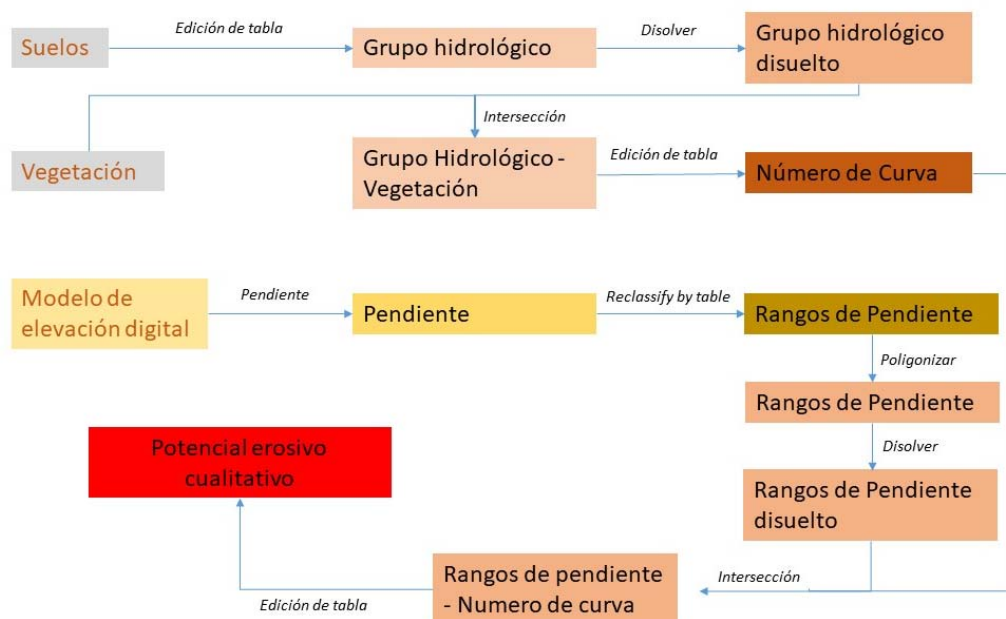 Suelos
Edición de tabla
Grupo hidrológico
Disolver
Grupo hidrológico
disuelto
Intersección
Vegetación
Grupo Hidrológico -
Vegetación
Edición de tabla
Número de Curva
Modelo de
elevación digital
Pendiente
Pendiente
Reclassify by table
Rangos de Pendiente
Poligonizar
Rangos de Pendiente
Disolver
Rangos de Pendiente
disuelto
Intersección
Rangos de pendiente
- Numero de curva
Edición de tabla
Potencial erosivo
cualitativo